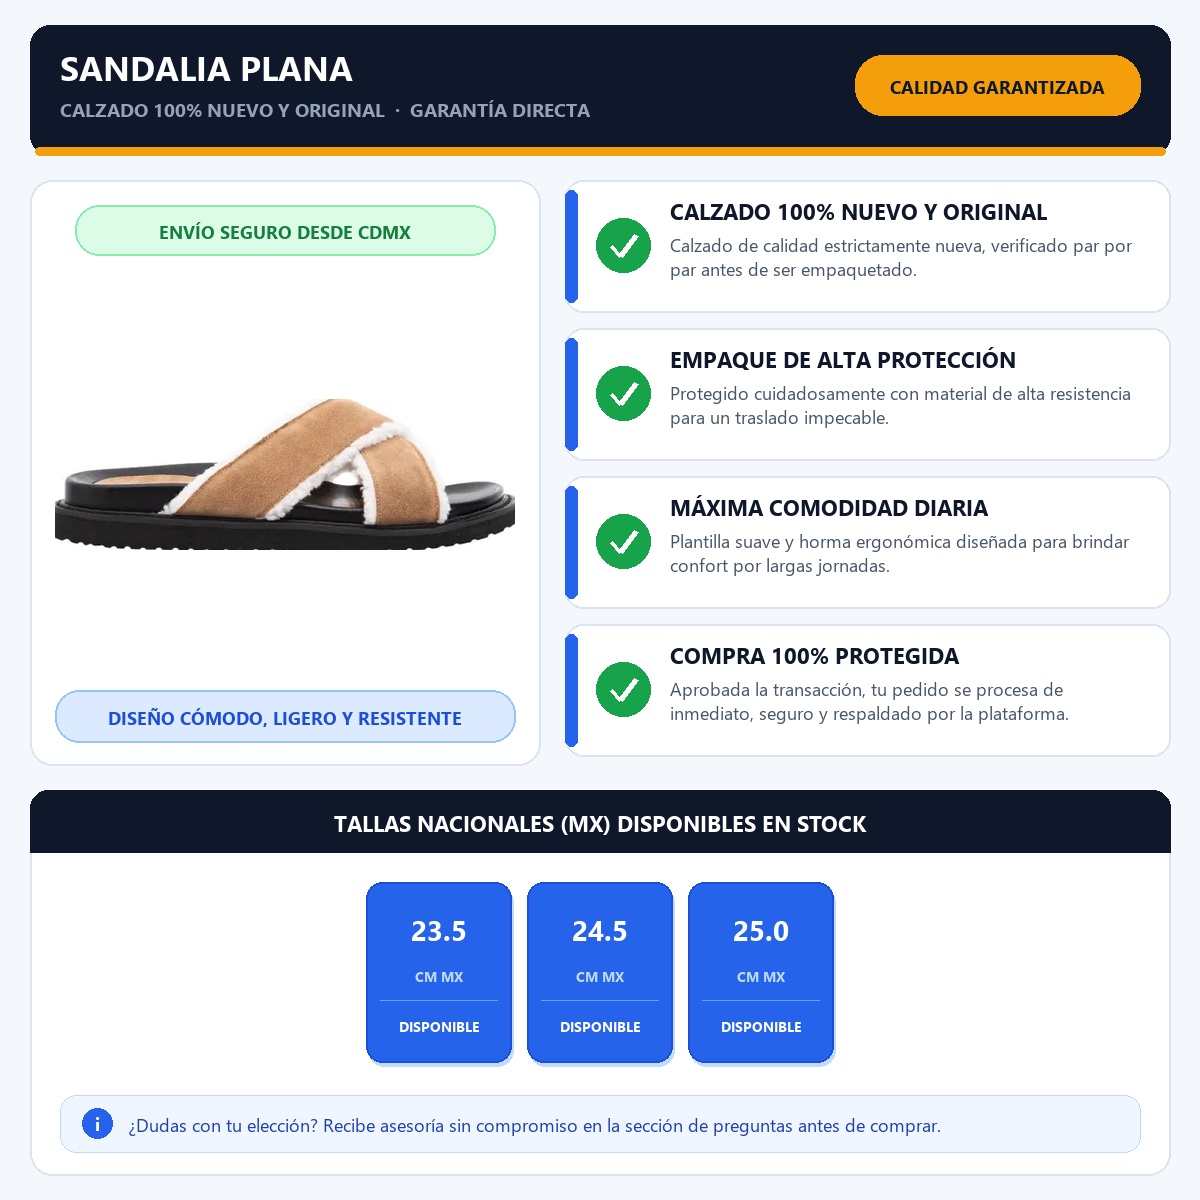 SANDALIA PLANA
CALZADO 100% NUEVO Y ORIGINAL · GARANTÍA DIRECTA
CALIDAD GARANTIZADA
ENVÍO SEGURO DESDE CDMX
DISEÑO CÓMODO, LIGERO Y RESISTENTE
CALZADO 100% NUEVO Y ORIGINAL
Calzado de calidad estrictamente nueva, verificado par por
par antes de ser empaquetado.
EMPAQUE DE ALTA PROTECCIÓN
Protegido cuidadosamente con material de alta resistencia
para un traslado impecable.
MÁXIMA COMODIDAD DIARIA
Plantilla suave y horma ergonómica diseñada para brindar
confort por largas jornadas.
COMPRA 100% PROTEGIDA
Aprobada la transacción, tu pedido se procesa de
inmediato, seguro y respaldado por la plataforma.
TALLAS NACIONALES (MX) DISPONIBLES EN STOCK
23.5
CM MX
DISPONIBLE
24.5
CM MX
DISPONIBLE
25.0
CM MX
DISPONIBLE
¿Dudas con tu elección? Recibe asesoría sin compromiso en la sección de preguntas antes de comprar.